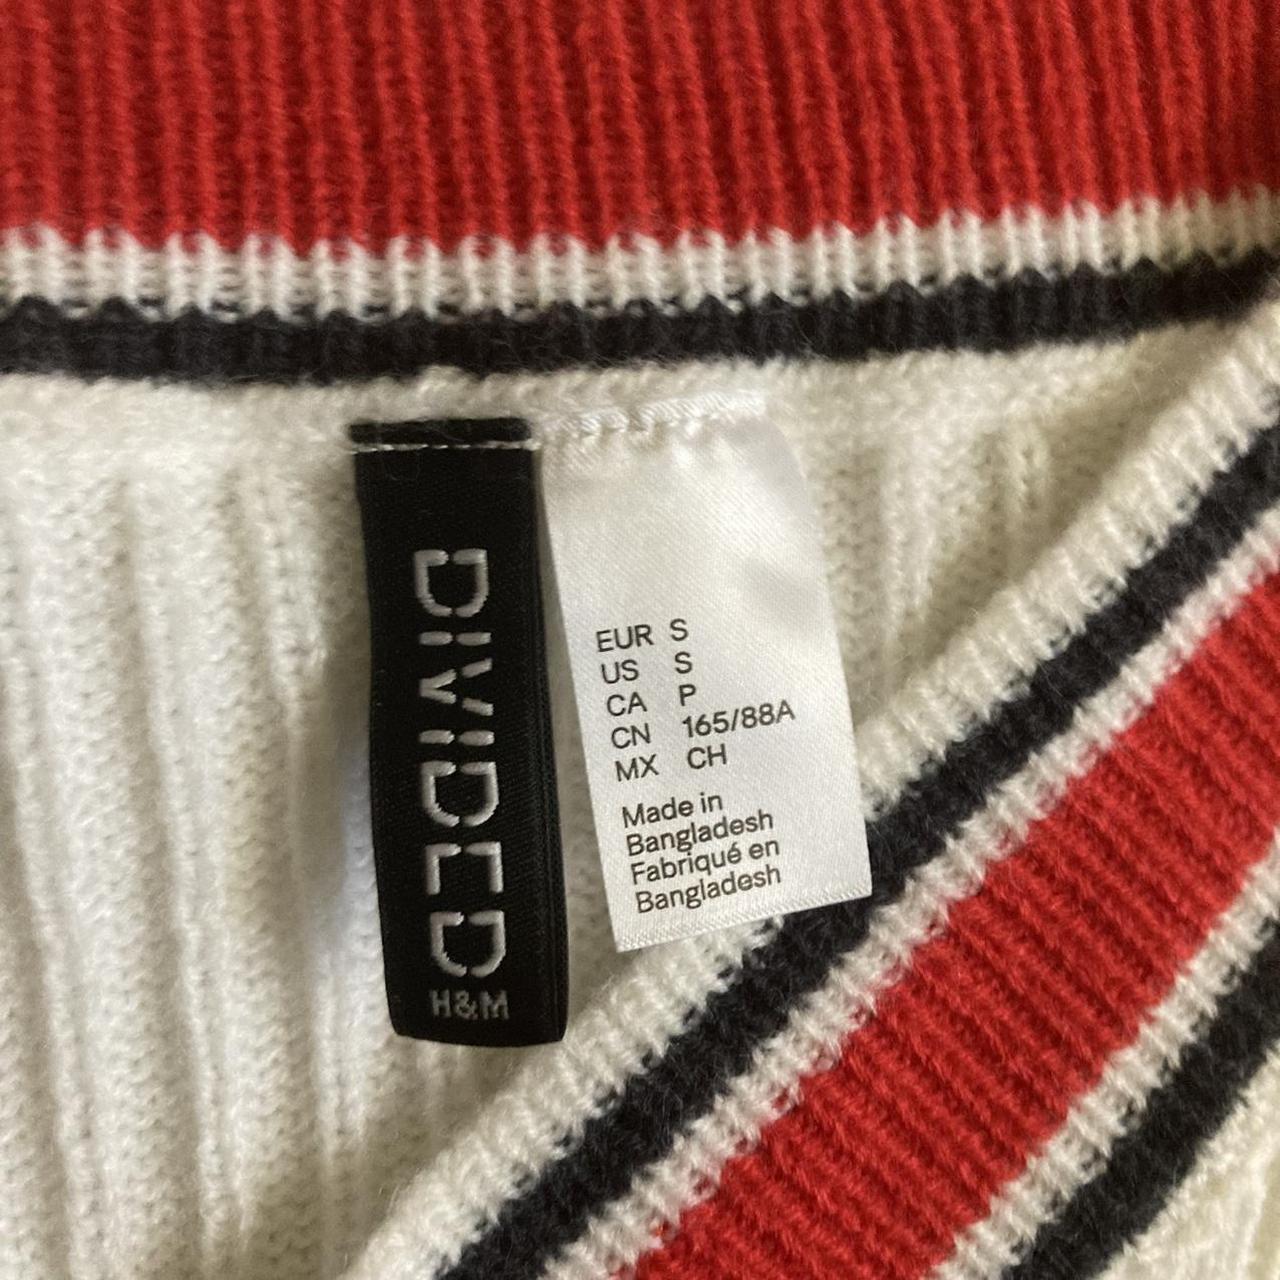 DIVIDED
H&M
EUR S
US S
CA P
CN 165/88A
MX CH
Made in
Bangladesh
Fabriqué en
Bangladesh